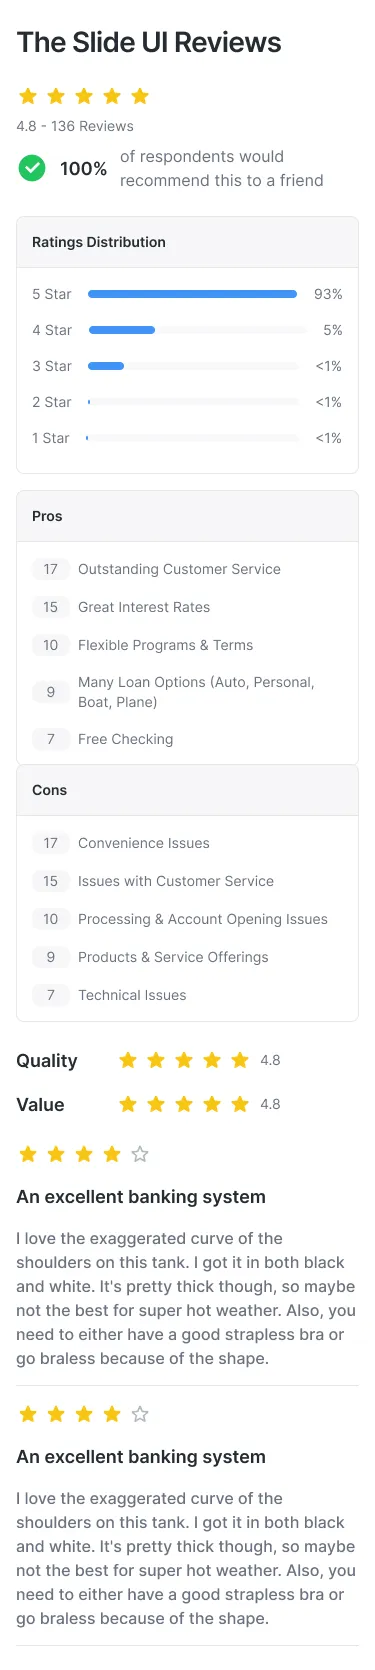 The Slide UI Reviews
4.8 - 136 Reviews
100% of respondents would
recommend this to a friend
Ratings Distribution
5 Star 93%
4 Star 5%
3 Star <1%
2 Star <1%
1 Star <1%
Pros
17 Outstanding Customer Service
15 Great Interest Rates
10 Flexible Programs & Terms
9 Many Loan Options (Auto, Personal,
Boat, Plane)
7 Free Checking
Cons
17 Convenience Issues
15 Issues with Customer Service
10 Processing & Account Opening Issues
9 Products & Service Offerings
7 Technical Issues
Quality 4.8
Value 4.8
An excellent banking system
I love the exaggerated curve of the
shoulders on this tank. I got it in both black
and white. It's pretty thick though, so maybe
not the best for super hot weather. Also, you
need to either have a good strapless bra or
go braless because of the shape.
An excellent banking system
I love the exaggerated curve of the
shoulders on this tank. I got it in both black
and white. It's pretty thick though, so maybe
not the best for super hot weather. Also, you
need to either have a good strapless bra or
go braless because of the shape.